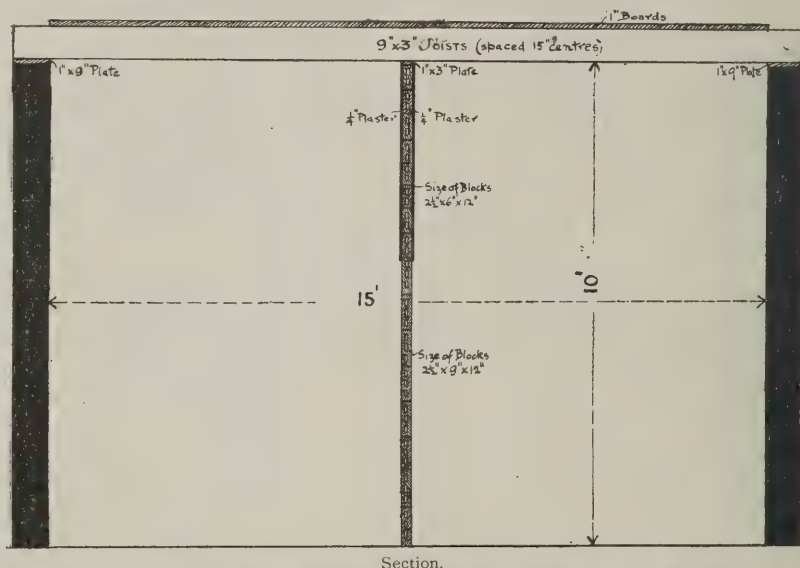 1" Boards
9"x3" Joists (spaced 15" centres)
1"x9" Plate
1"x3" Plate
1"x9" Plate
¼" Plaster
¼" Plaster
Size of Blocks
2½"x6"x12"
15'
10'
Size of Blocks
2½"x9"x12"
Section.